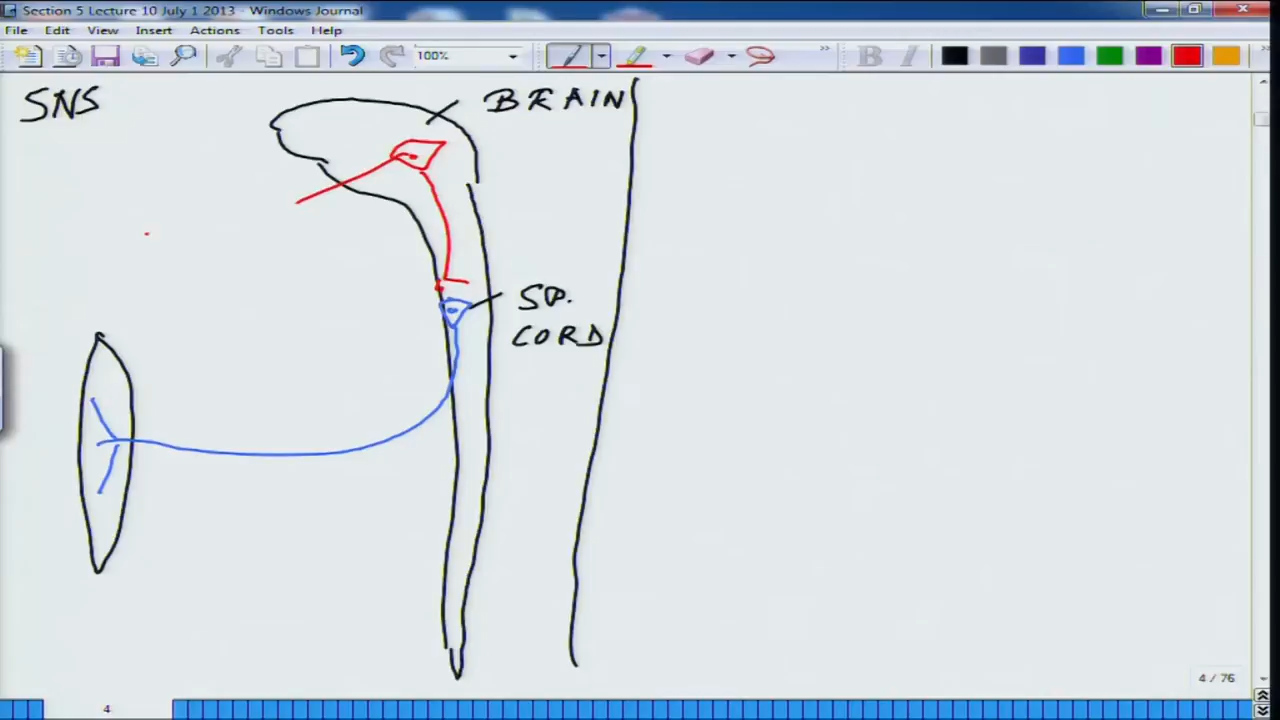 Section 5 Lecture 10 July 1 2013 - Windows Journal
File Edit View Insert Actions Tools Help
100%
B I
SNS
BRAIN
SP.
CORD
4 / 76
4